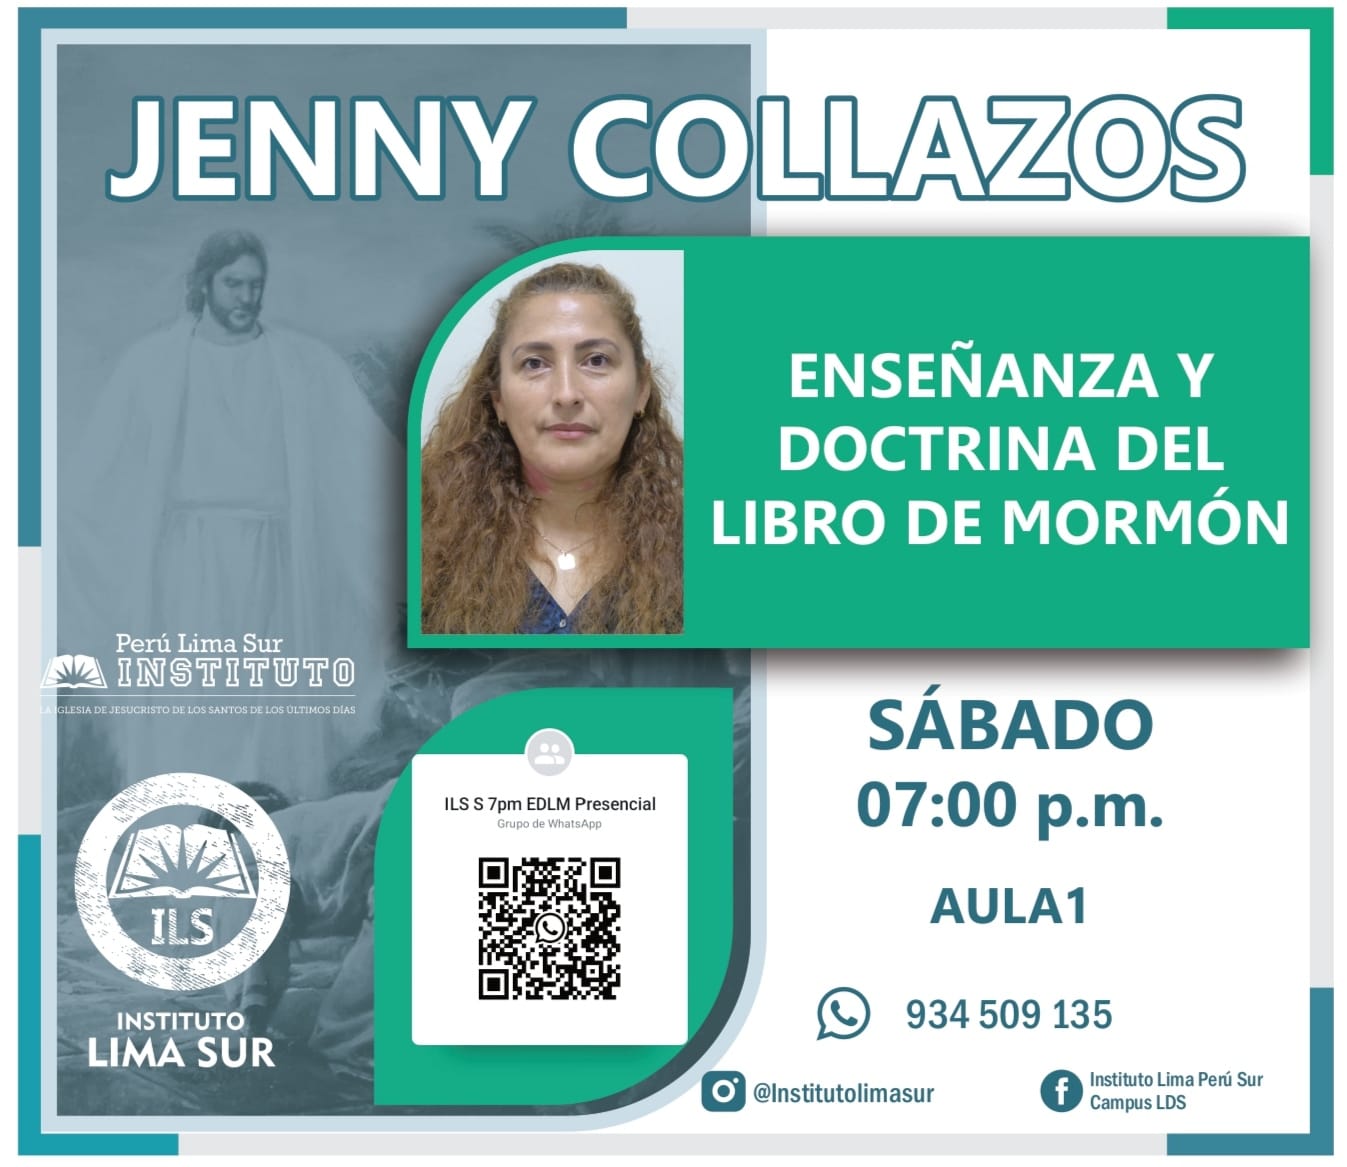 JENNY COLLAZOS
ENSEÑANZA Y
DOCTRINA DEL
LIBRO DE MORMÓN
Perú Lima Sur
INSTITUTO
LA IGLESIA DE JESUCRISTO DE LOS SANTOS DE LOS ÚLTIMOS DÍAS
ILS
INSTITUTO
LIMA SUR
ILS S 7pm EDLM Presencial
Grupo de WhatsApp
SÁBADO
07:00 p.m.
AULA1
934 509 135
@Institutolimasur
Instituto Lima Perú Sur
Campus LDS